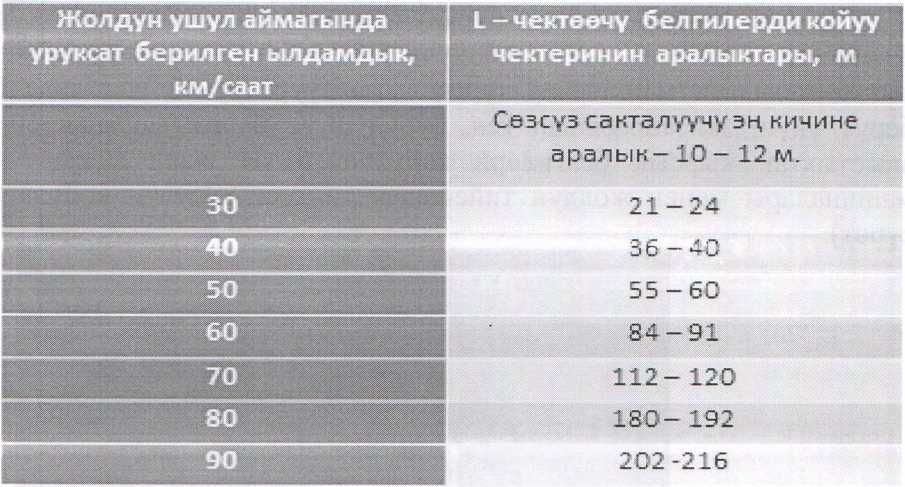 Жолдун ушул аймагында
уруксат берилген ылдамдык,
км/саат
L – чектөөчү белгилерди койуу
чектеринин аралыктары, м
Сөзсүз сакталуучу эң кичине
аралык – 10 – 12 м.
30 21 – 24
40 36 – 40
50 55 – 60
60 84 – 91
70 112 – 120
80 180 – 192
90 202 -216